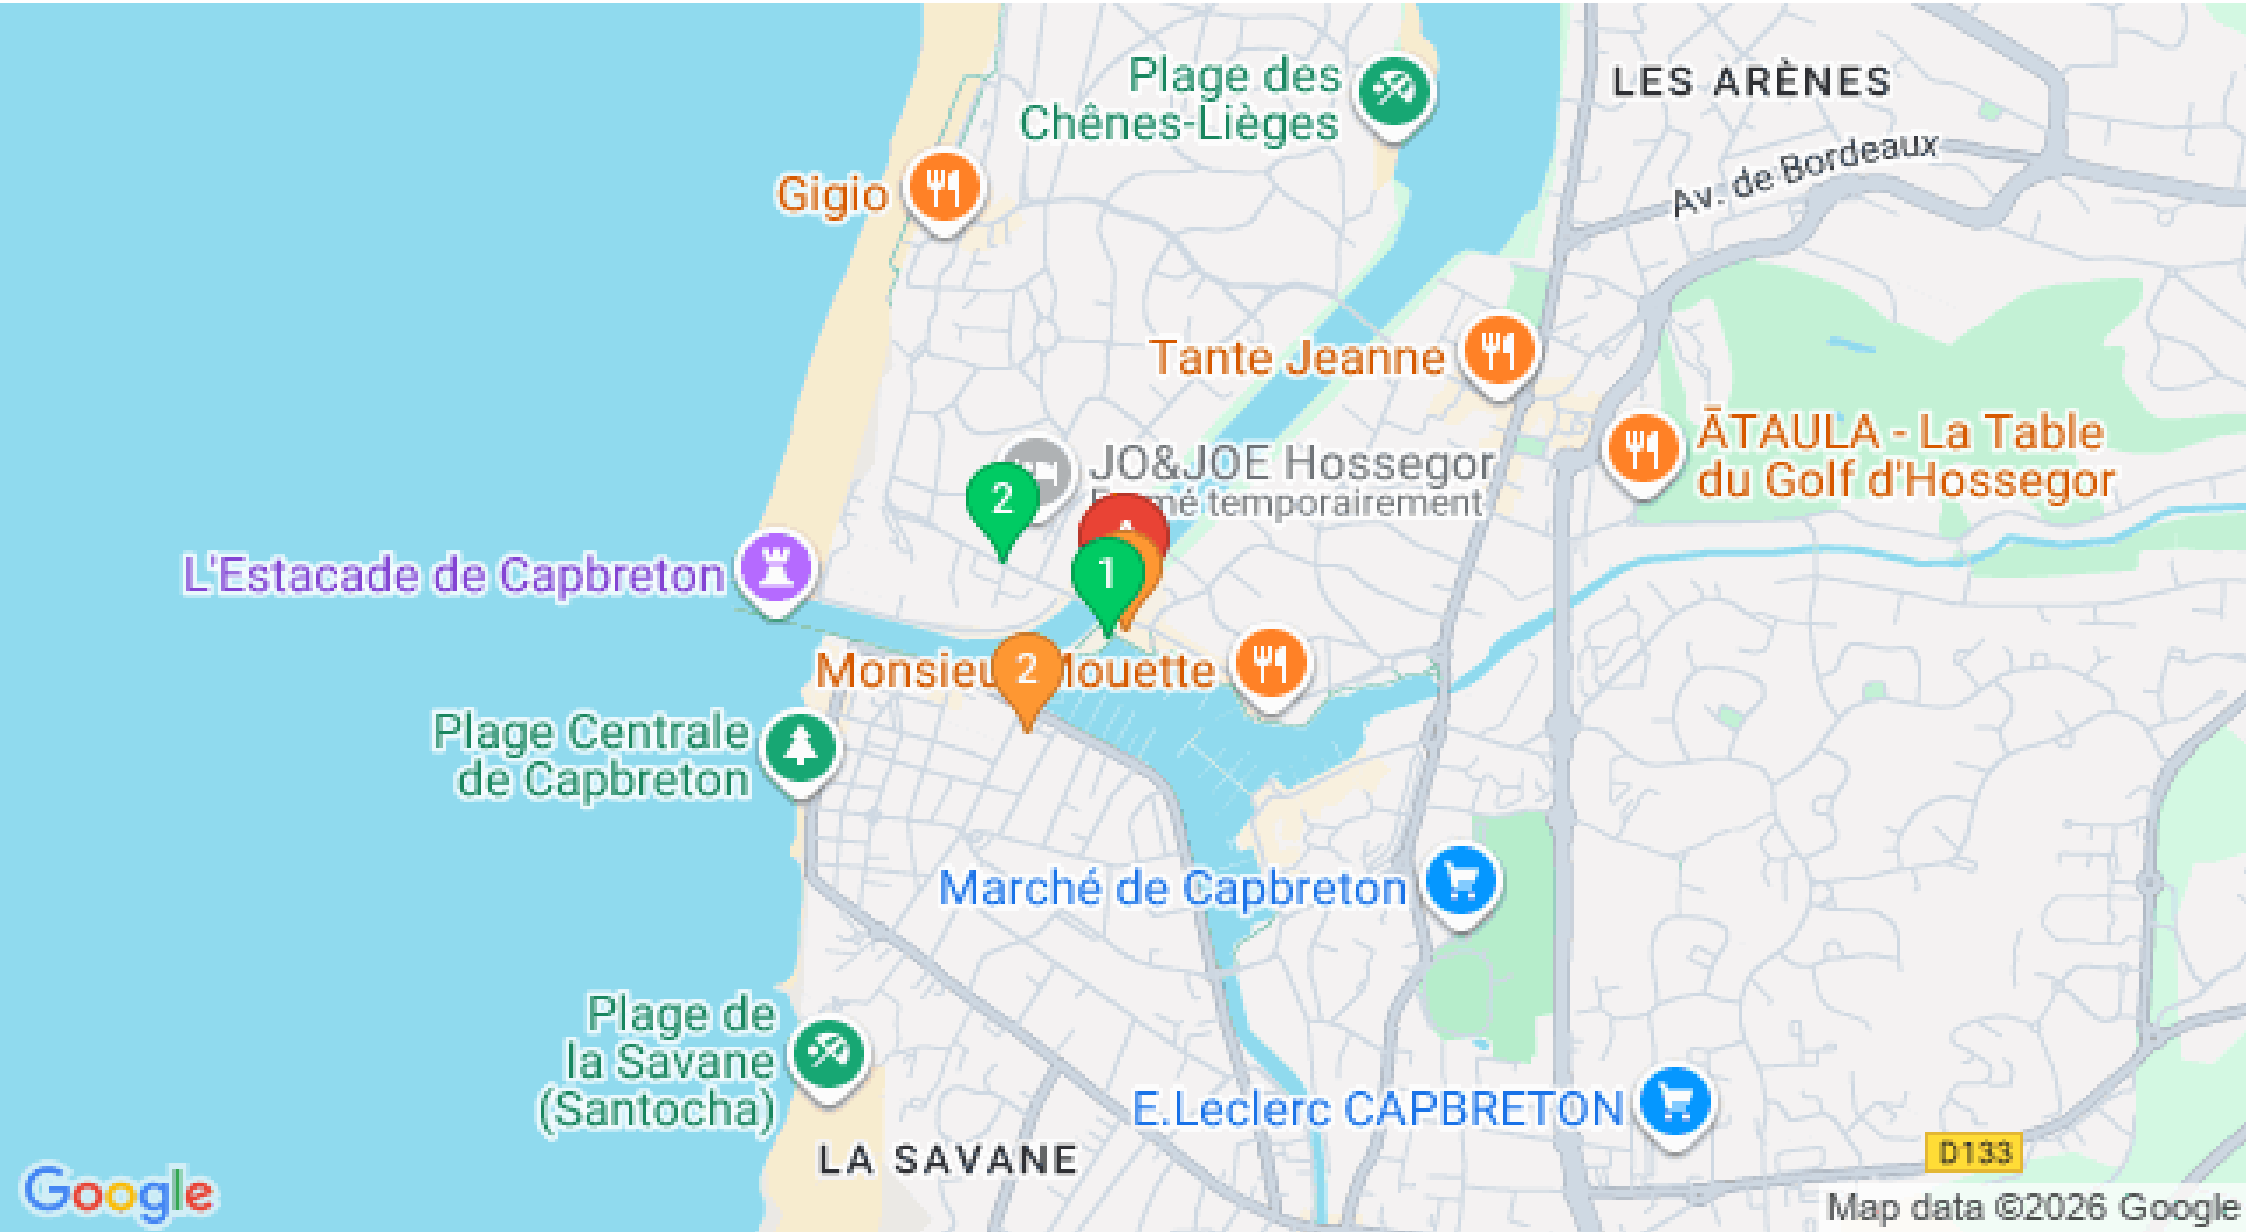 Plage des
Chênes-Lièges
LES ARÈNES
Av. de Bordeaux
Gigio
Tante Jeanne
ĀTAULA - La Table
du Golf d'Hossegor
JO&JOE Hossegor
temporairement
2
1
L'Estacade de Capbreton
Mouette
2
Plage Centrale
de Capbreton
Marché de Capbreton
Plage de
la Savane
(Santocha)
E.Leclerc CAPBRETON
LA SAVANE
D133
Google
Map data ©2026 Google